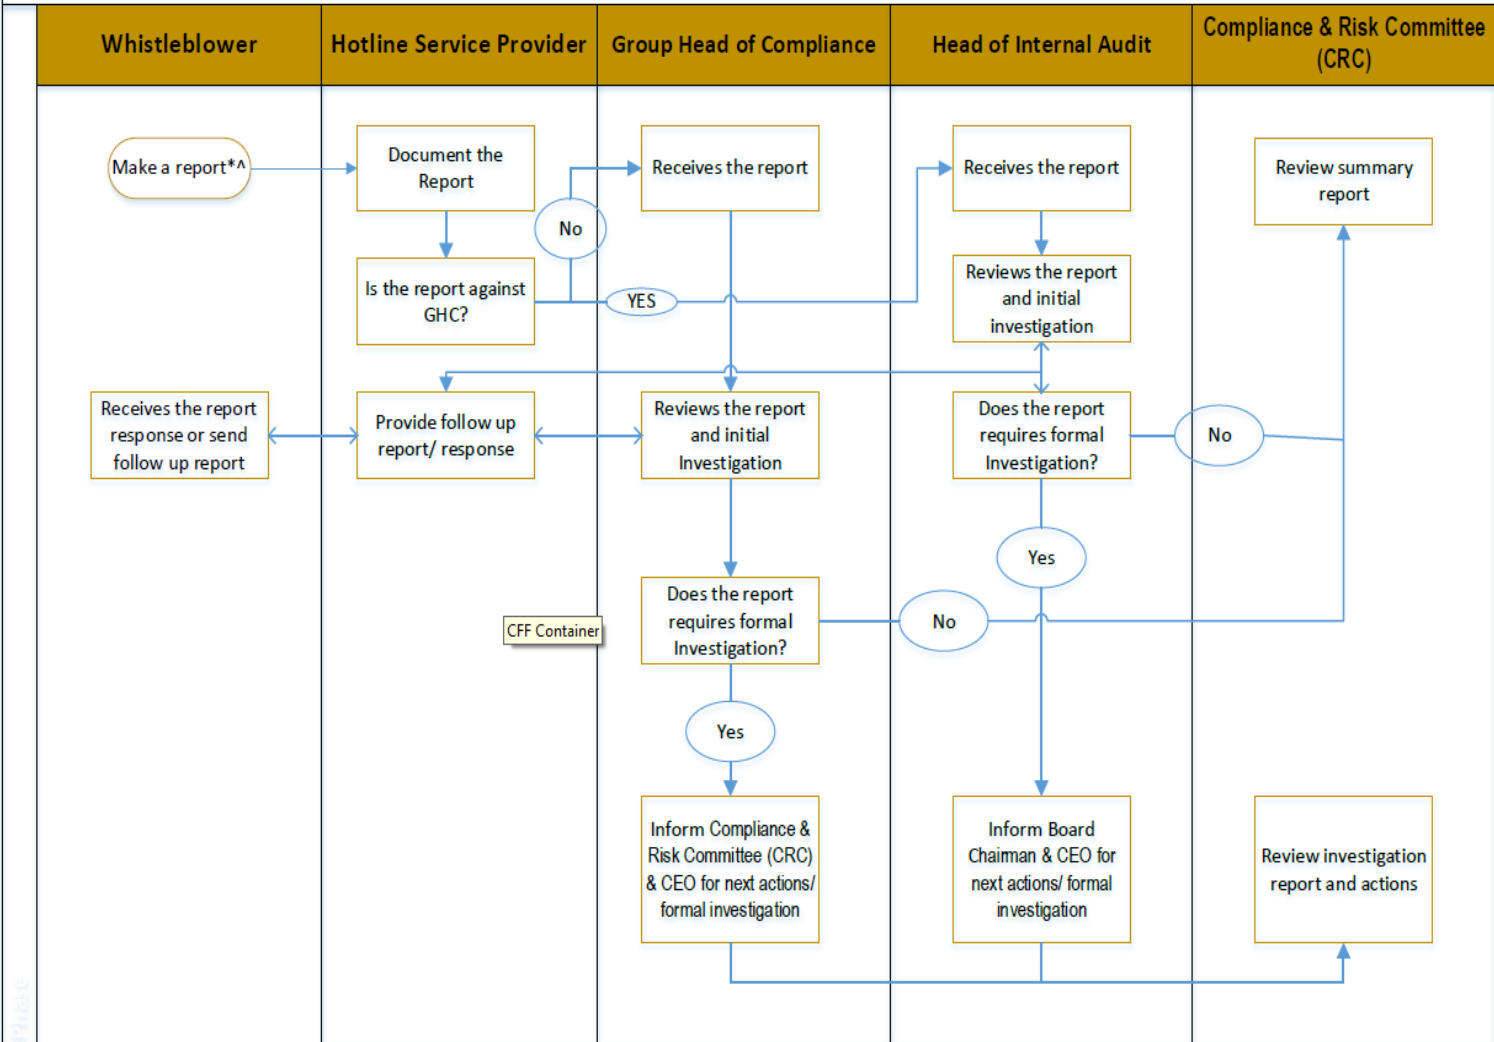 Whistleblower
Hotline Service Provider
Group Head of Compliance
Head of Internal Audit
Compliance & Risk Committee
(CRC)
Make a report*^
Document the
Report
No
Receives the report
Receives the report
Review summary
report
Is the report against
GHC?
YES
Reviews the report
and initial
investigation
Receives the report
response or send
follow up report
Provide follow up
report/ response
Reviews the report
and initial
Investigation
Does the report
requires formal
Investigation?
No
Yes
Does the report
requires formal
Investigation?
No
CFF Container
Yes
Inform Compliance &
Risk Committee (CRC)
& CEO for next actions/
formal investigation
Inform Board
Chairman & CEO for
next actions/ formal
investigation
Review investigation
report and actions
Phase